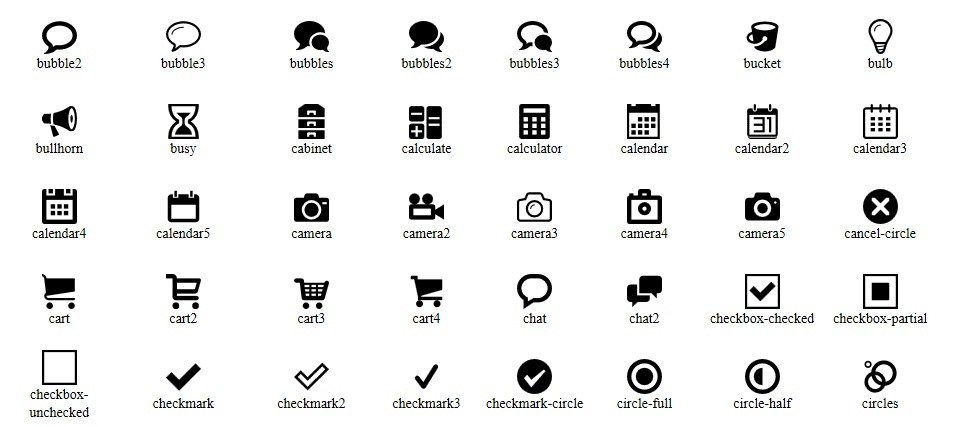 bubble2 bubble3 bubbles bubbles2 bubbles3 bubbles4 bucket bulb
bullhorn busy cabinet calculate calculator calendar calendar2 calendar3
31
calendar4 calendar5 camera camera2 camera3 camera4 camera5 cancel-circle
cart cart2 cart3 cart4 chat chat2 checkbox-checked checkbox-partial
checkbox-
unchecked checkmark checkmark2 checkmark3 checkmark-circle circle-full circle-half circles